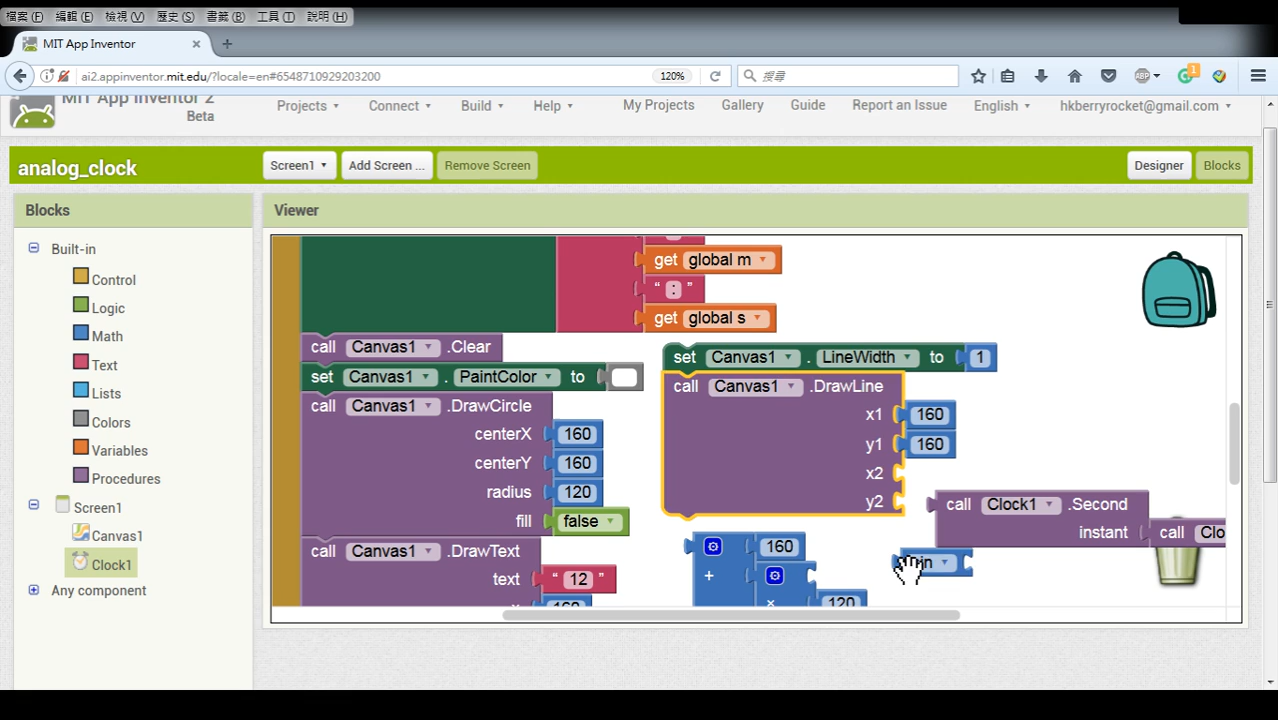 檔案(F) 編輯(E) 檢視(V) 歷史(S) 書籤(B) 工具(T) 說明(H)
MIT App Inventor
ai2.appinventor.mit.edu/?locale=en#6548710929203200 120% 搜尋 ABP 1
MIT App Inventor 2
Beta
Projects Connect Build Help My Projects Gallery Guide Report an Issue English hkberryrocket@gmail.com
analog_clock Screen1 Add Screen ... Remove Screen Designer Blocks
Blocks
Built-in
Control
Logic
Math
Text
Lists
Colors
Variables
Procedures
Screen1
Canvas1
Clock1
Any component
Viewer
get global m
" : "
get global s
call Canvas1 .Clear
set Canvas1 . PaintColor to
call Canvas1 .DrawCircle
centerX 160
centerY 160
radius 120
fill false
call Canvas1 .DrawText
text " 12 "
x 160
set Canvas1 . LineWidth to 1
call Canvas1 .DrawLine
x1 160
y1 160
x2
y2
call Clock1 .Second
instant call Clo
160
+
× 120